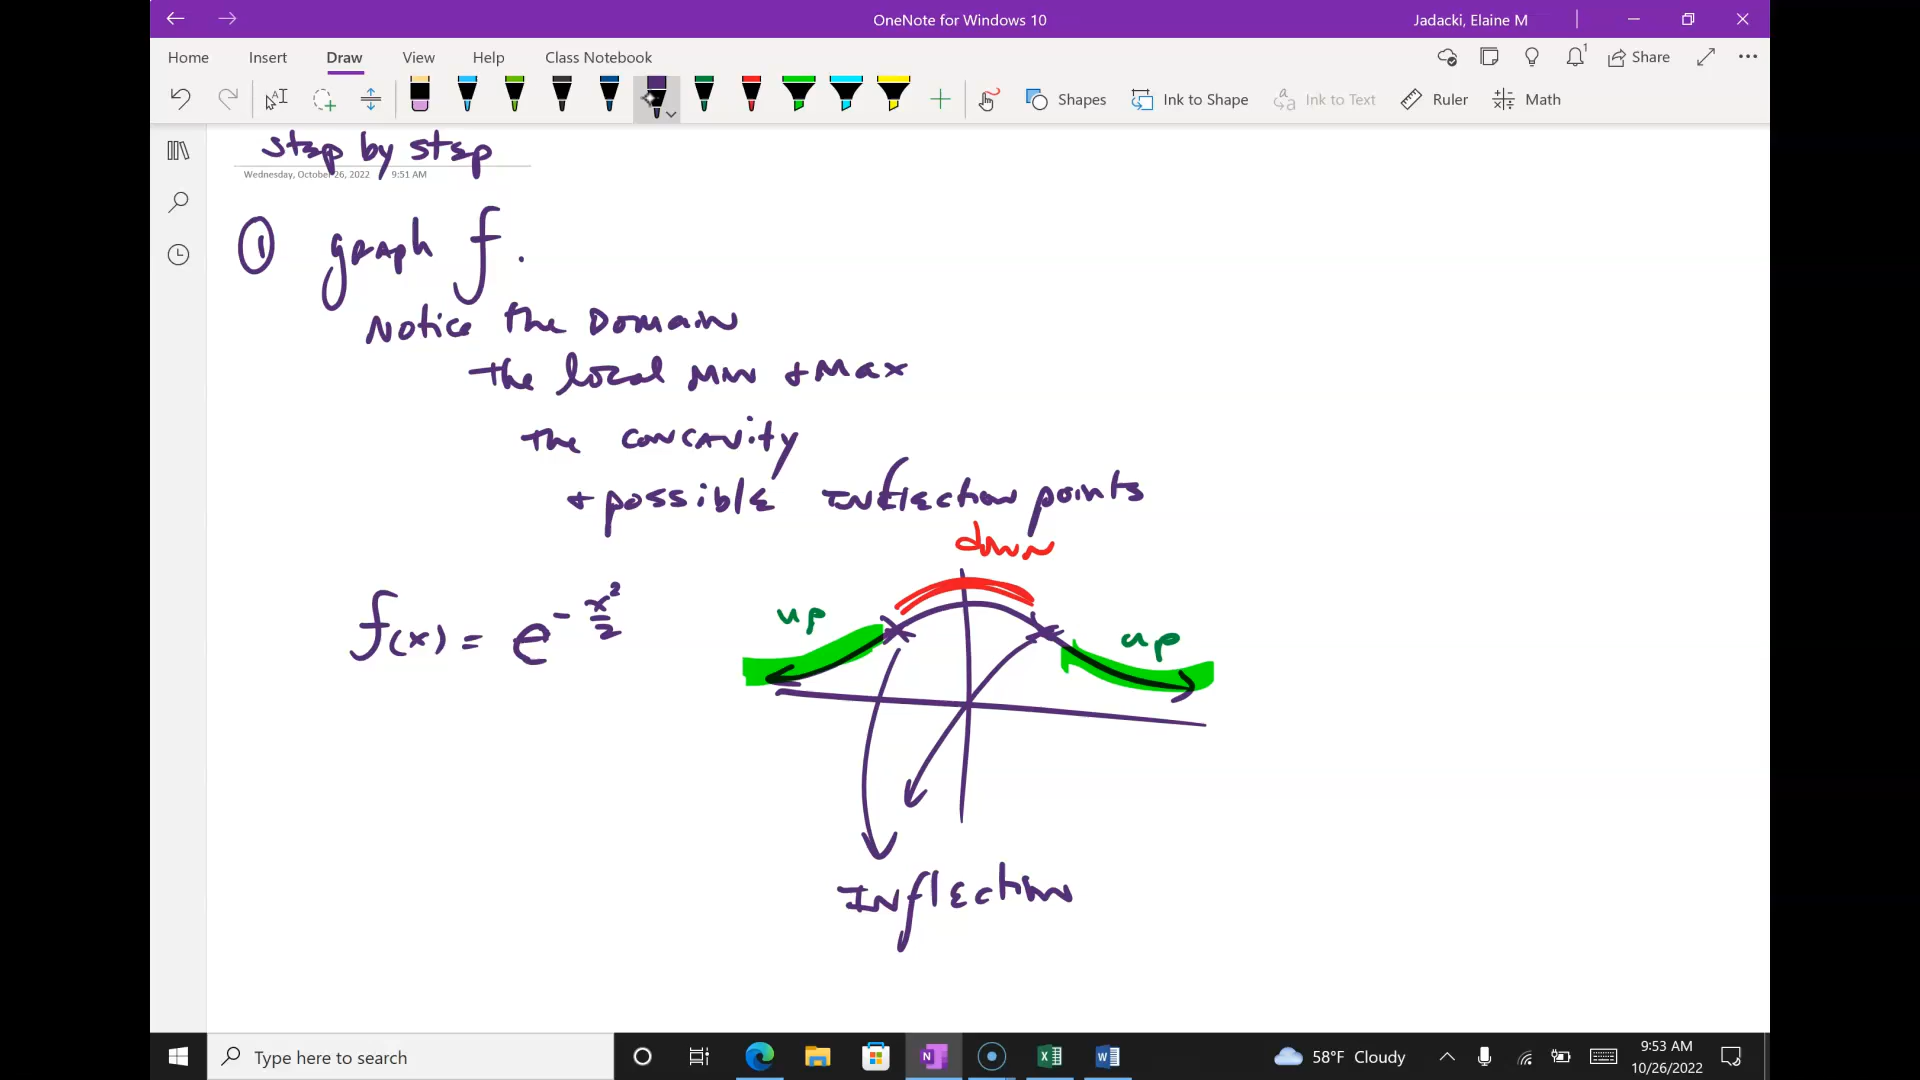 OneNote for Windows 10
Jadacki, Elaine M
Home Insert Draw View Help Class Notebook
1
Share
Shapes Ink to Shape Ink to Text Ruler Math
step by step
Wednesday, October 26, 2022 9:51 AM
① graph f.
Notice the Domain
the local min + max
the concavity
+ possible inflection points
down
up
up
f(x) = e^{-x²/2}
Inflection
Type here to search
58°F Cloudy
9:53 AM
10/26/2022